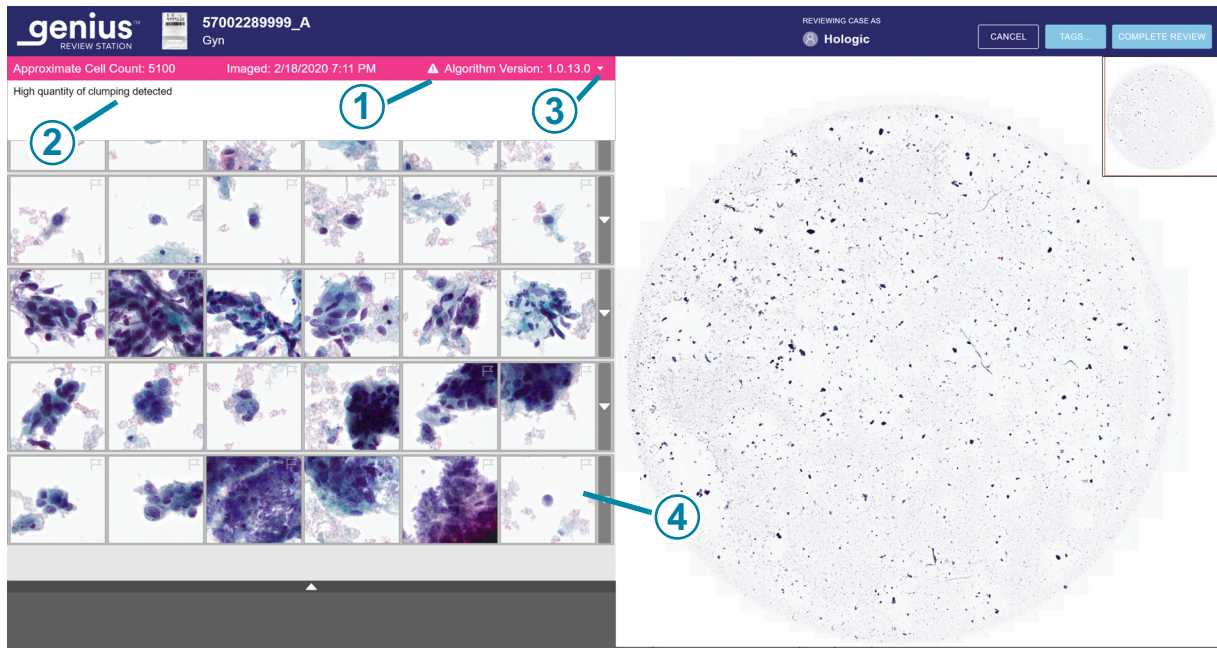 genius™
REVIEW STATION
57002289999_A
Gyn
REVIEWING CASE AS
Hologic
CANCEL
TAGS...
COMPLETE REVIEW
Approximate Cell Count: 5100
Imaged: 2/18/2020 7:11 PM
Algorithm Version: 1.0.13.0
High quantity of clumping detected
1
2
3
4